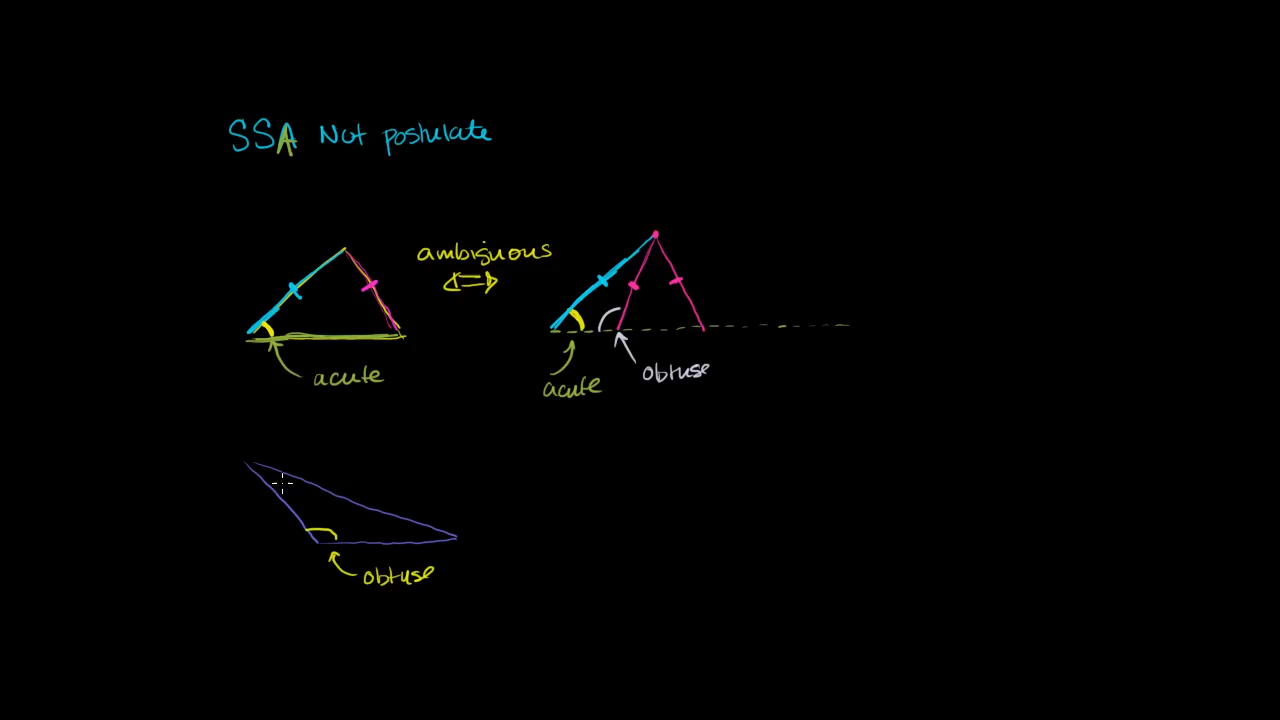 SSA Not postulate
ambiguous
acute
acute
obtuse
obtuse